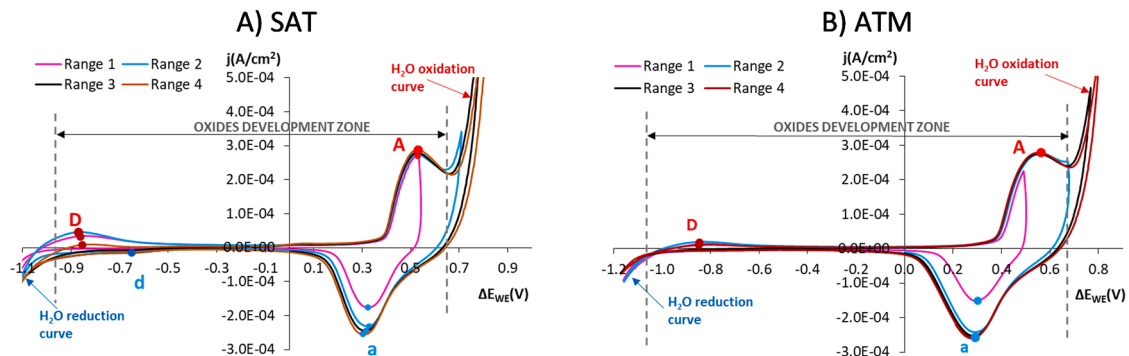 A) SAT
j(A/cm²)
Range 1
Range 2
Range 3
Range 4
5.0E-04
4.0E-04
3.0E-04
2.0E-04
1.0E-04
0.0E+00
-1.0E-04
-2.0E-04
-3.0E-04
H₂O oxidation
curve
OXIDES DEVELOPMENT ZONE
A
D
d
a
-1.1
-0.9
-0.7
-0.5
-0.3
-0.1
0.1
0.3
0.5
0.7
0.9
ΔE_WE(V)
H₂O reduction
curve
B) ATM
j(A/cm²)
Range 1
Range 2
Range 3
Range 4
5.0E-04
4.0E-04
3.0E-04
2.0E-04
1.0E-04
0.0E+00
-1.0E-04
-2.0E-04
-3.0E-04
H₂O oxidation
curve
OXIDES DEVELOPMENT ZONE
A
D
a
-1.2
-1.0
-0.8
-0.6
-0.4
-0.2
0.0
0.2
0.4
0.6
0.8
ΔE_WE(V)
H₂O reduction
curve